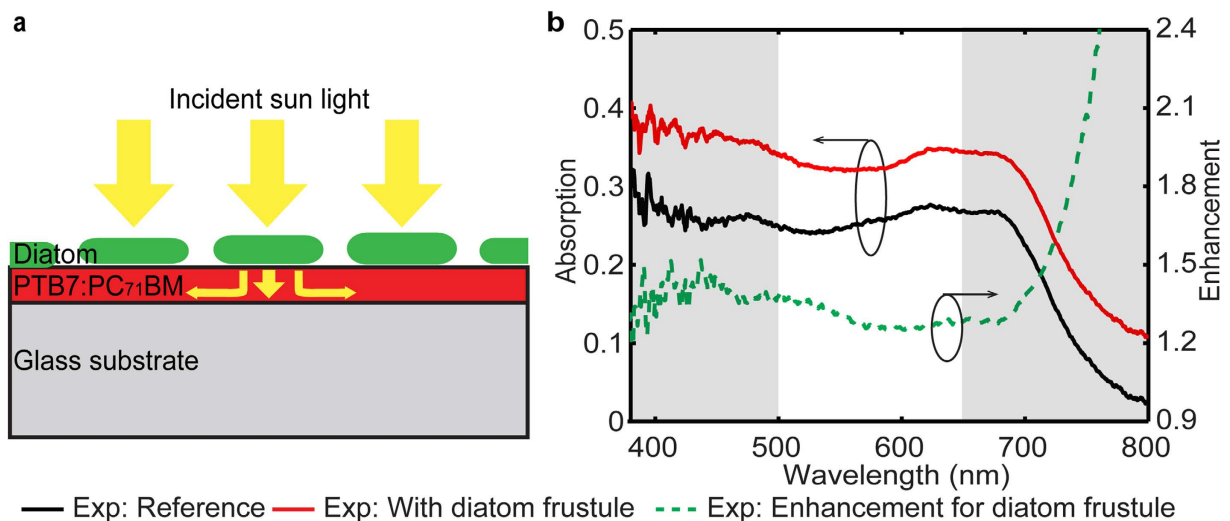 a
Incident sun light
Diatom
PTB7:PC₇₁BM
Glass substrate
b
0.5
0.4
0.3
0.2
0.1
0
Absorption
2.4
2.1
1.8
1.5
1.2
0.9
Enhancement
400 500 600 700 800
Wavelength (nm)
Exp: Reference Exp: With diatom frustule Exp: Enhancement for diatom frustule